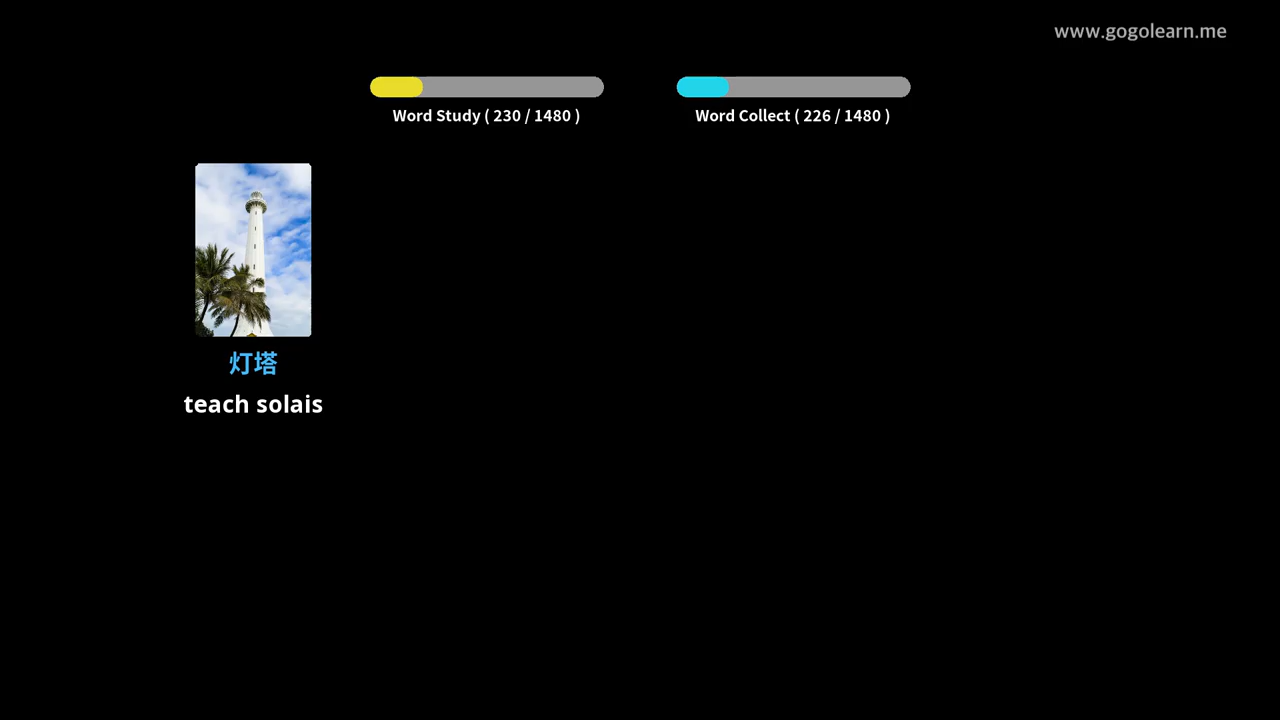 www.gogolearn.me
Word Study ( 230 / 1480 )
Word Collect ( 226 / 1480 )
灯塔
teach solais